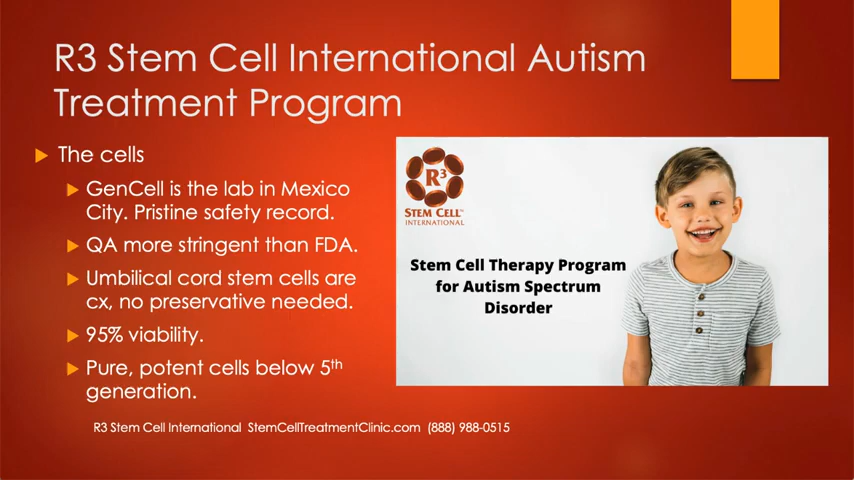 R3 Stem Cell International Autism
Treatment Program
The cells
GenCell is the lab in Mexico
City. Pristine safety record.
QA more stringent than FDA.
Umbilical cord stem cells are
cx, no preservative needed.
95% viability.
Pure, potent cells below 5th
generation.
R3
STEM CELL™
INTERNATIONAL
Stem Cell Therapy Program
for Autism Spectrum
Disorder
R3 Stem Cell International StemCellTreatmentClinic.com (888) 988-0515